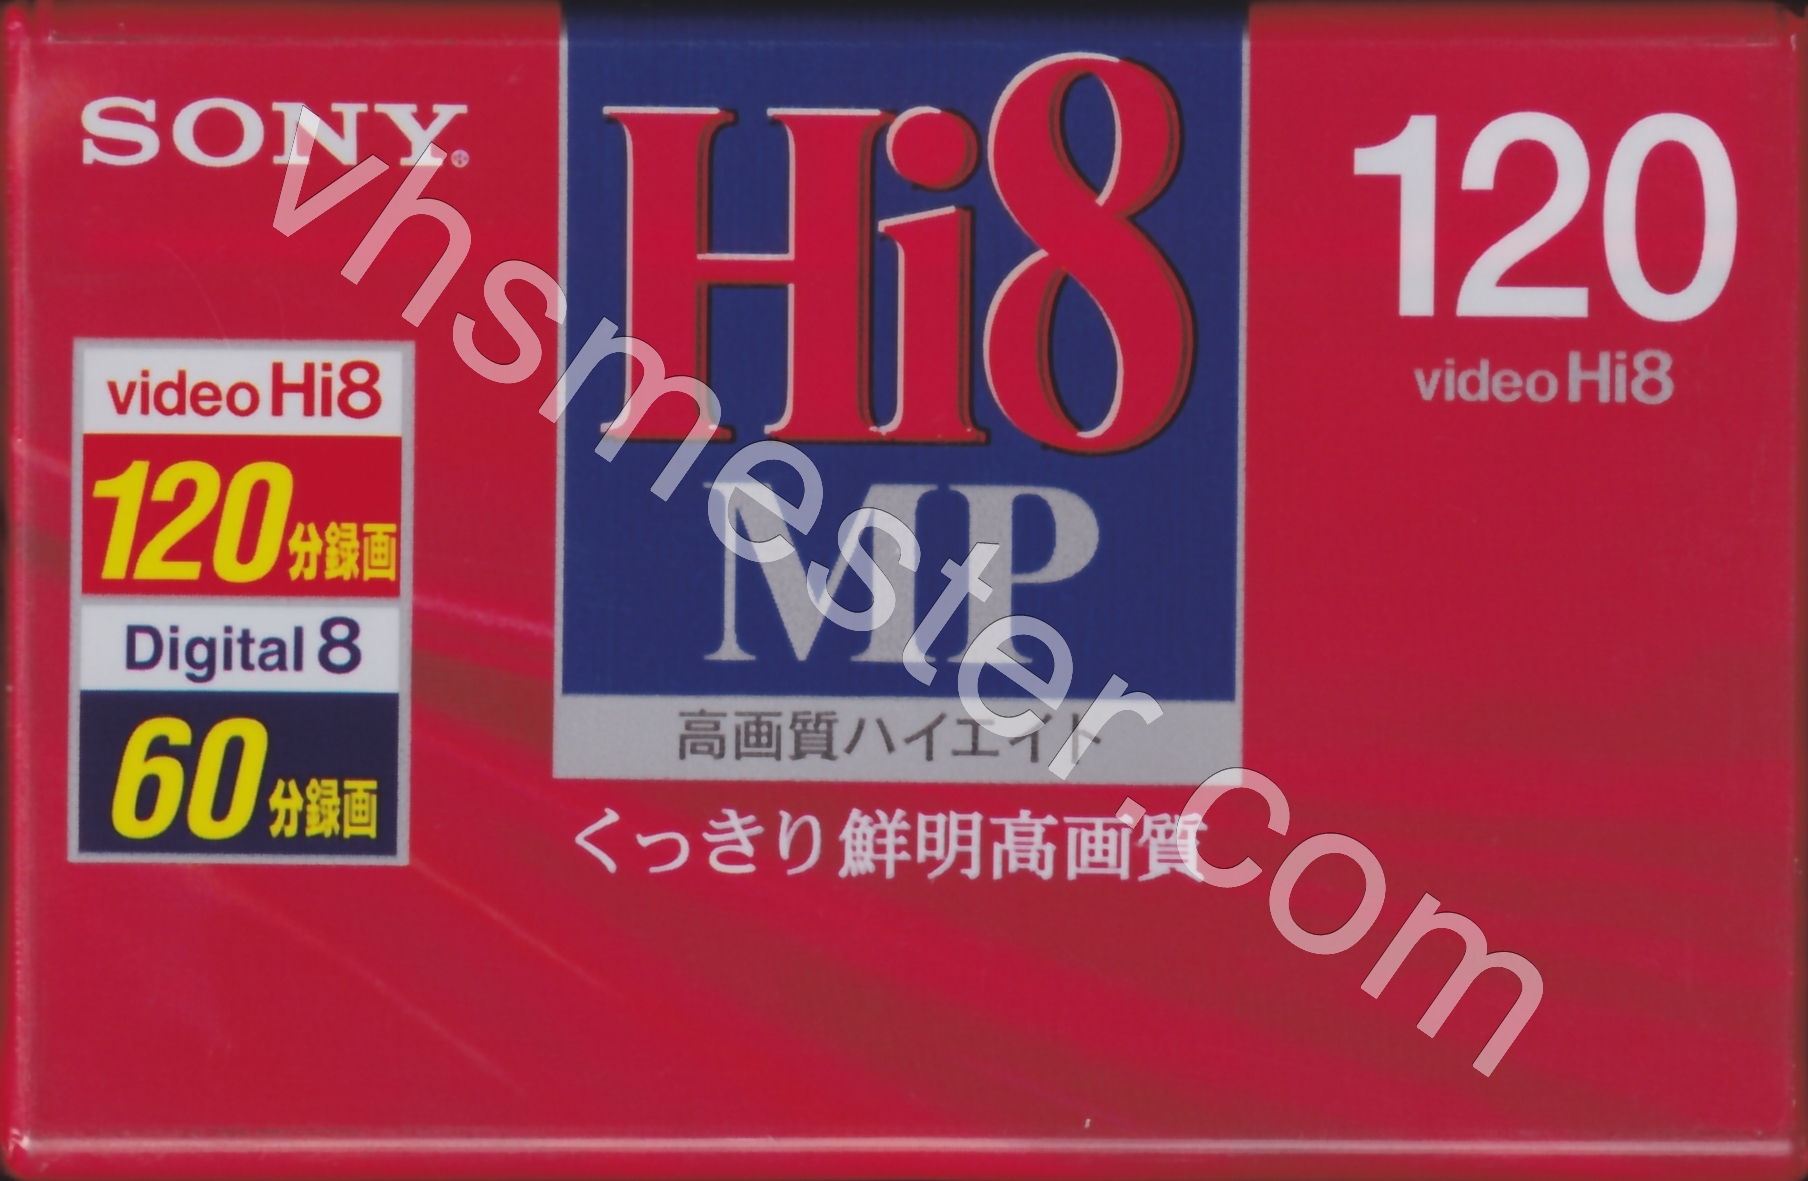 SONY®
Hi8
MP
高画質ハイエイト
くっきり鮮明高画質
120
video Hi8
video Hi8
120分録画
Digital 8
60分録画
vhsmester.com